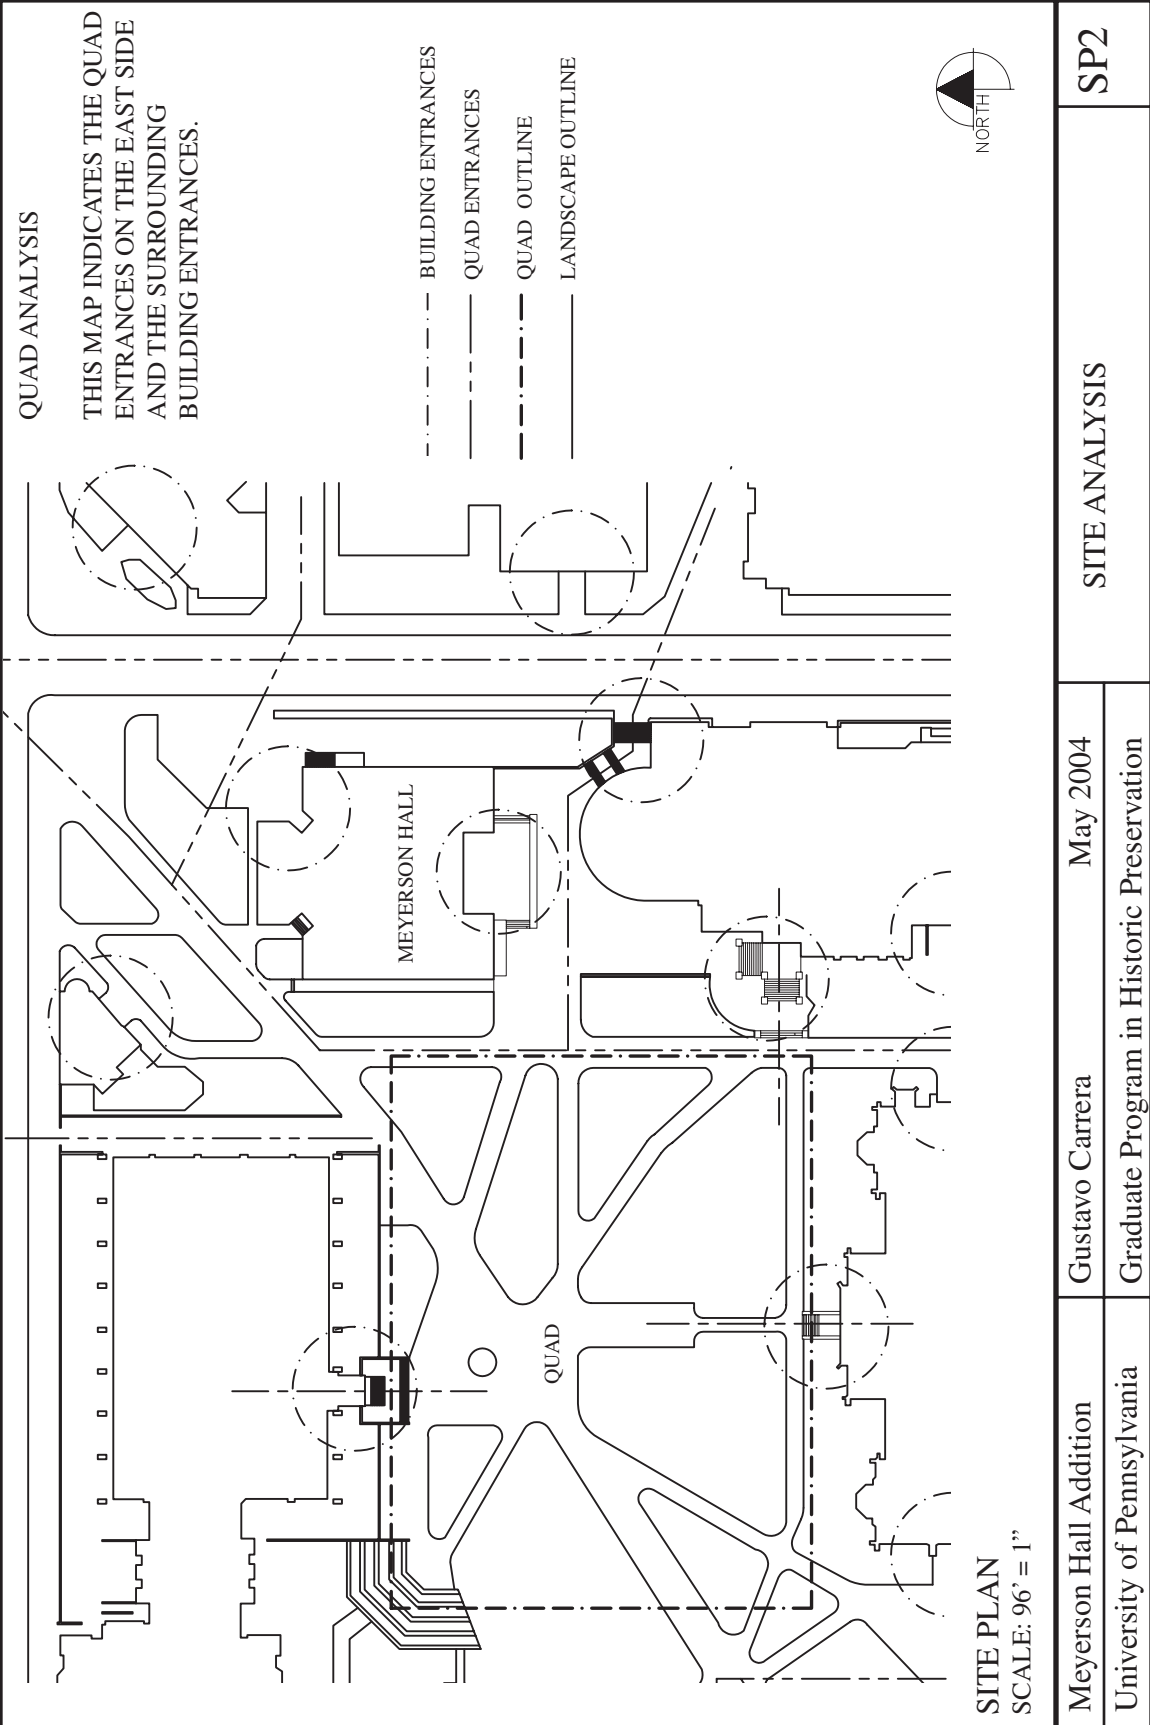 QUAD ANALYSIS
THIS MAP INDICATES THE QUAD
ENTRANCES ON THE EAST SIDE
AND THE SURROUNDING
BUILDING ENTRANCES.
BUILDING ENTRANCES
QUAD ENTRANCES
QUAD OUTLINE
LANDSCAPE OUTLINE
NORTH
MEYERSON HALL
QUAD
SITE PLAN
SCALE: 96’ = 1”
Meyerson Hall Addition
University of Pennsylvania
Gustavo Carrera May 2004
Graduate Program in Historic Preservation
SITE ANALYSIS
SP2